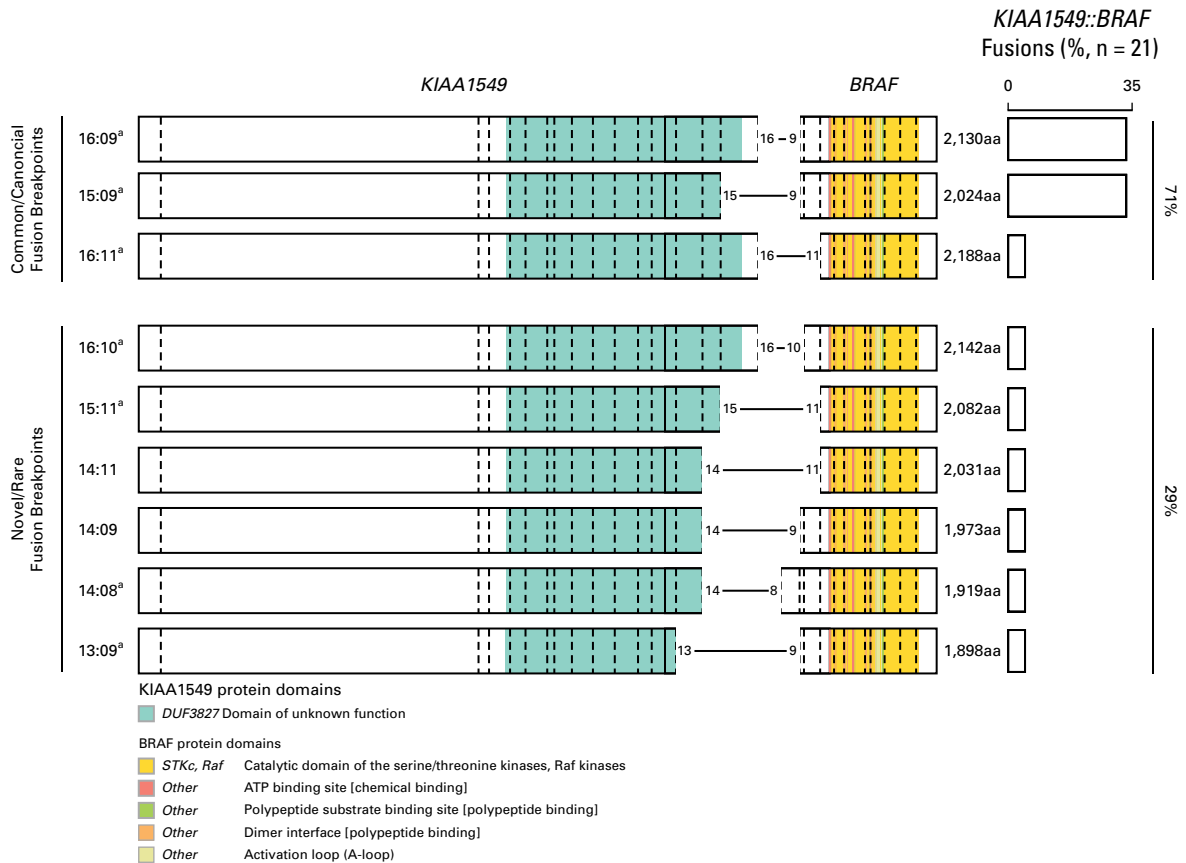 KIAA1549::BRAF
Fusions (%, n = 21)
KIAA1549
BRAF
0 35
Common/Canoncial
Fusion Breakpoints
16:09a 16 9 2,130aa
15:09a 15 9 2,024aa
16:11a 16 11 2,188aa
71%
Novel/Rare
Fusion Breakpoints
16:10a 16 10 2,142aa
15:11a 15 11 2,082aa
14:11 14 11 2,031aa
14:09 14 9 1,973aa
14:08a 14 8 1,919aa
13:09a 13 9 1,898aa
29%
KIAA1549 protein domains
DUF3827 Domain of unknown function
BRAF protein domains
STKc, Raf Catalytic domain of the serine/threonine kinases, Raf kinases
Other ATP binding site [chemical binding]
Other Polypeptide substrate binding site [polypeptide binding]
Other Dimer interface [polypeptide binding]
Other Activation loop (A-loop)